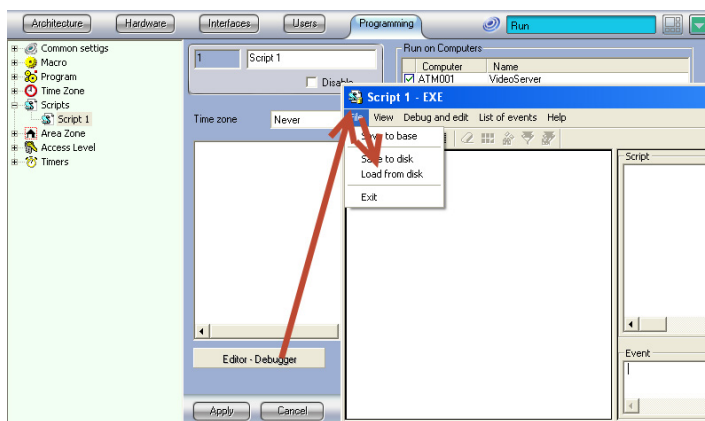 Architecture Hardware Interfaces Users Programming Run
Common settigs
Macro
Program
Time Zone
Scripts
Script 1
Area Zone
Access Level
Timers
1 Script 1
Run on Computers
Computer Name
ATM001 VideoServer
Time zone Never
Editor - Debugger
Apply Cancel
Script 1 - EXE
View Debug and edit List of events Help
Save to base
Save to disk
Load from disk
Exit
Script
Event